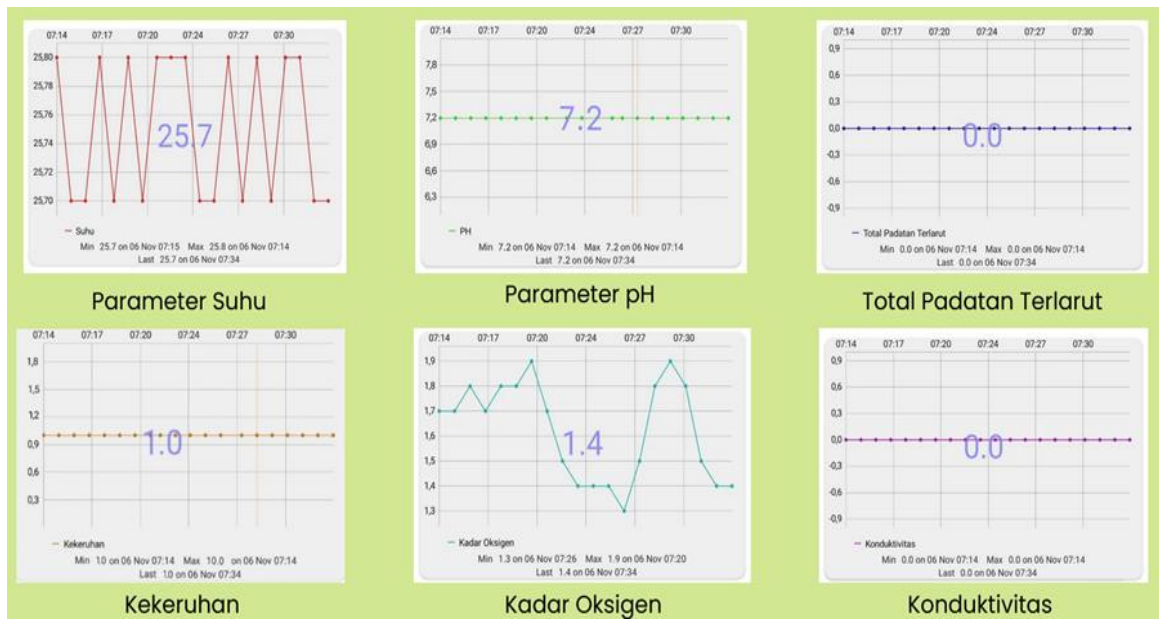 07:14 07:17 07:20 07:24 07:27 07:30
25,80
25,78
25,76
25,74
25,72
25,70
25.7
Suhu
Min 25.7 on 06 Nov 07:15 Max 25.8 on 06 Nov 07:14
Last 25.7 on 06 Nov 07:34
Parameter Suhu
07:14 07:17 07:20 07:24 07:27 07:30
7,8
7,5
7,2
6,9
6,6
6,3
7.2
PH
Min 7.2 on 06 Nov 07:14 Max 7.2 on 06 Nov 07:14
Last 7.2 on 06 Nov 07:34
Parameter pH
07:14 07:17 07:20 07:24 07:27 07:30
0,9
0,6
0,3
0,0
-0,3
-0,6
-0,9
0.0
Total Padatan Terlarut
Min 0.0 on 06 Nov 07:14 Max 0.0 on 06 Nov 07:14
Last 0.0 on 06 Nov 07:34
Total Padatan Terlarut
07:14 07:17 07:20 07:24 07:27 07:30
1,8
1,5
1,2
0,9
0,6
0,3
1.0
Kekeruhan
Min 1.0 on 06 Nov 07:14 Max 10.0 on 06 Nov 07:14
Last 1.0 on 06 Nov 07:34
Kekeruhan
07:14 07:17 07:20 07:24 07:27 07:30
1,9
1,8
1,7
1,6
1,5
1,4
1,3
1.4
Kadar Oksigen
Min 1.3 on 06 Nov 07:26 Max 1.9 on 06 Nov 07:20
Last 1.4 on 06 Nov 07:34
Kadar Oksigen
07:14 07:17 07:20 07:24 07:27 07:30
0,9
0,6
0,3
0,0
-0,3
-0,6
-0,9
0.0
Konduktivitas
Min 0.0 on 06 Nov 07:14 Max 0.0 on 06 Nov 07:14
Last 0.0 on 06 Nov 07:34
Konduktivitas